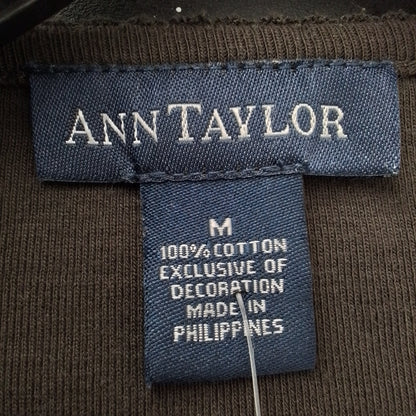 ANN TAYLOR
M
100% COTTON
EXCLUSIVE OF
DECORATION
MADE IN
PHILIPPINES